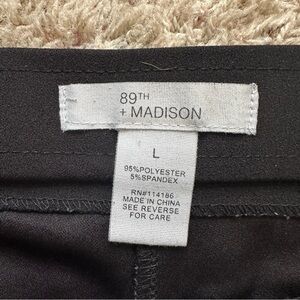 89TH
+ MADISON
L
95%POLYESTER
5%SPANDEX
RN#114186
MADE IN CHINA
SEE REVERSE
FOR CARE